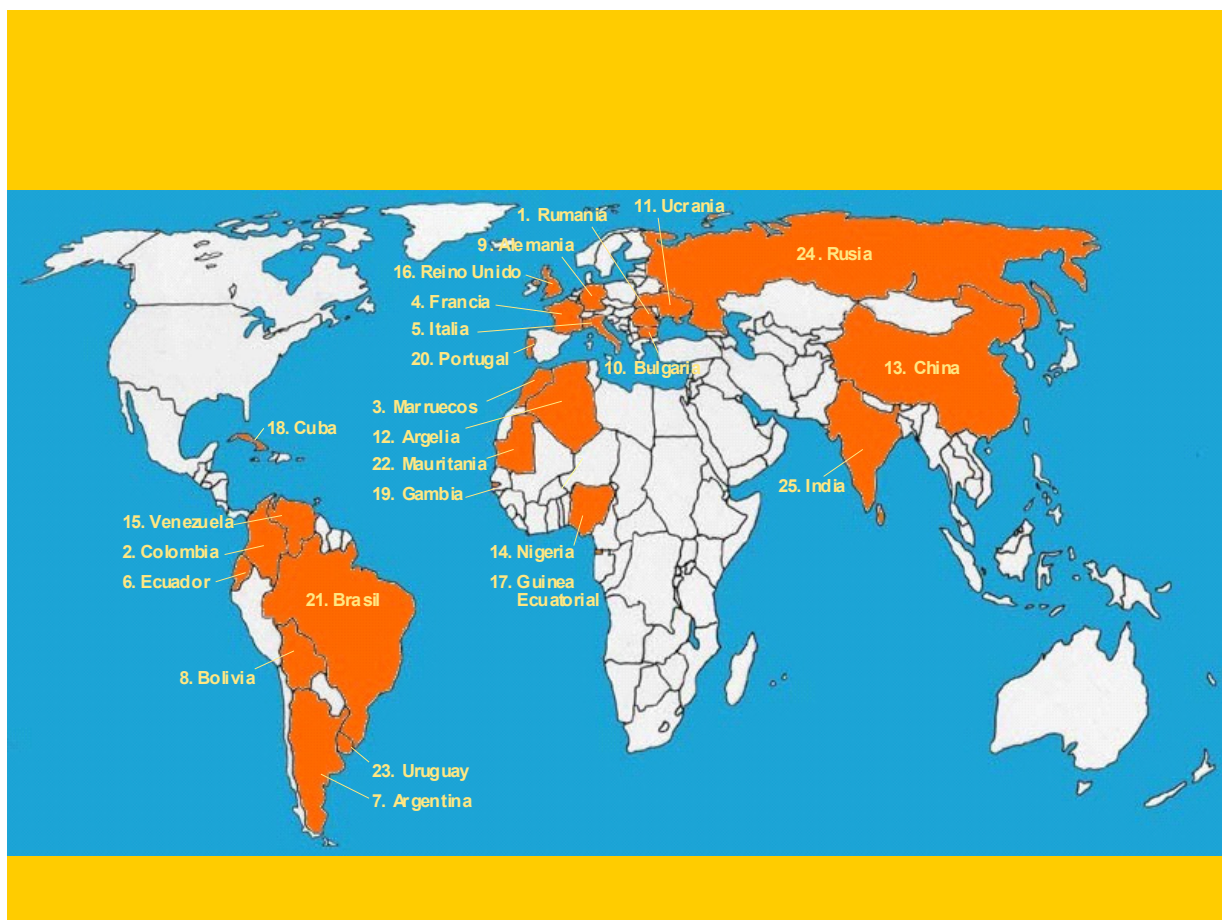 1. Rumanía
11. Ucrania
9. Alemania
24. Rusia
16. Reino Unido
4. Francia
5. Italia
20. Portugal
10. Bulgaria
13. China
3. Marruecos
18. Cuba
12. Argelia
22. Mauritania
25. India
19. Gambia
15. Venezuela
2. Colombia
14. Nigeria
6. Ecuador
17. Guinea
Ecuatorial
21. Brasil
8. Bolivia
23. Uruguay
7. Argentina